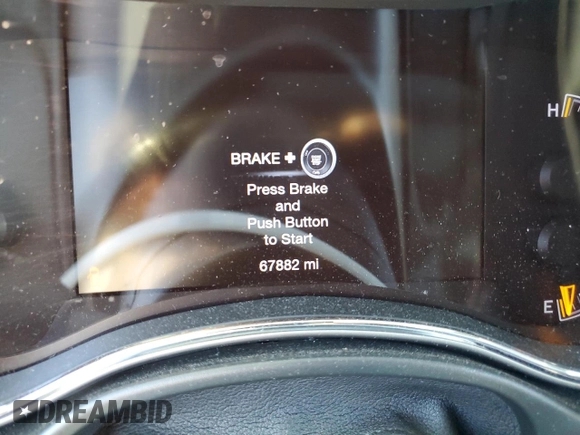 BRAKE +
Press Brake
and
Push Button
to Start
67882 mi
H
E
DREAMBID